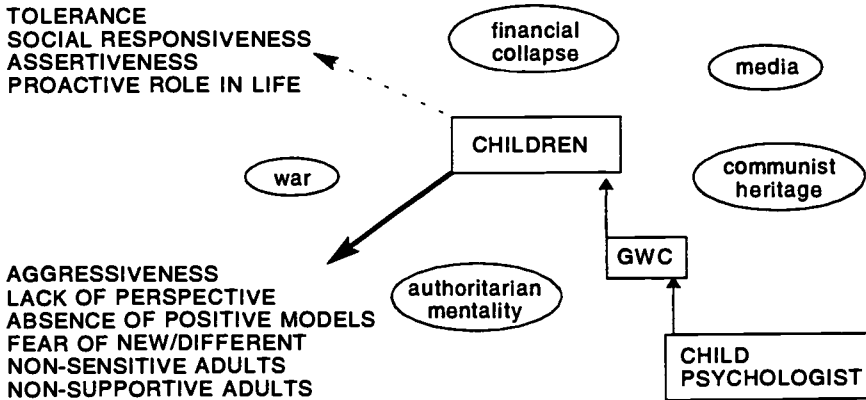 TOLERANCE
SOCIAL RESPONSIVENESS
ASSERTIVENESS
PROACTIVE ROLE IN LIFE
financial
collapse
media
CHILDREN
war
communist
heritage
GWC
AGGRESSIVENESS
LACK OF PERSPECTIVE
ABSENCE OF POSITIVE MODELS
FEAR OF NEW/DIFFERENT
NON-SENSITIVE ADULTS
NON-SUPPORTIVE ADULTS
authoritarian
mentality
CHILD
PSYCHOLOGIST